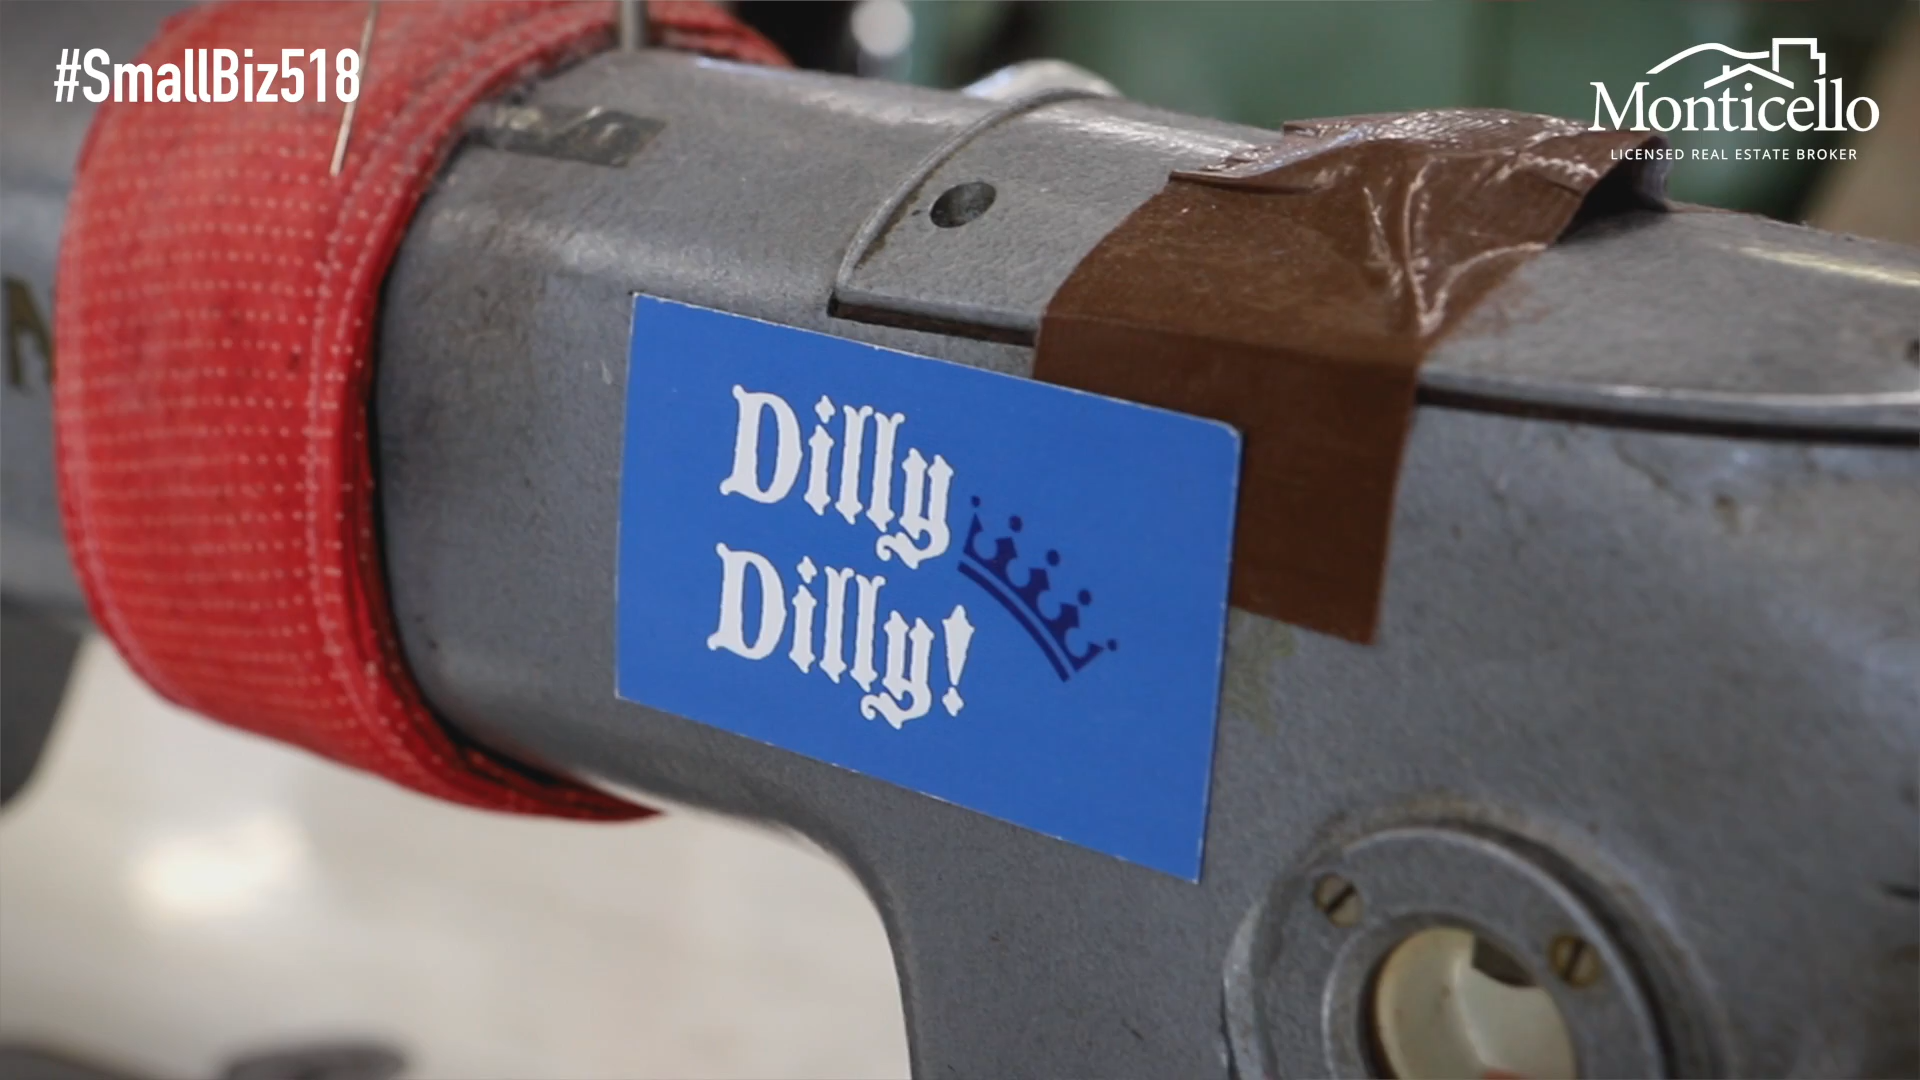 #SmallBiz518
Monticello
LICENSED REAL ESTATE BROKER
Dilly
Dilly!